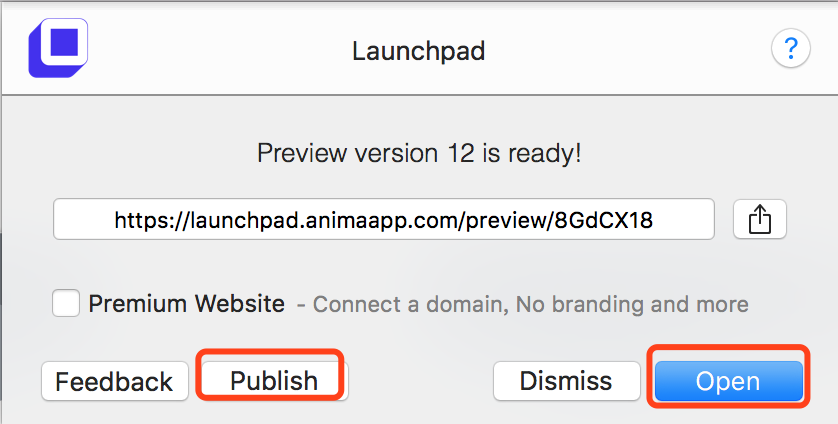 Launchpad
?
Preview version 12 is ready!
https://launchpad.animaapp.com/preview/8GdCX18
Premium Website - Connect a domain, No branding and more
Feedback Publish Dismiss Open